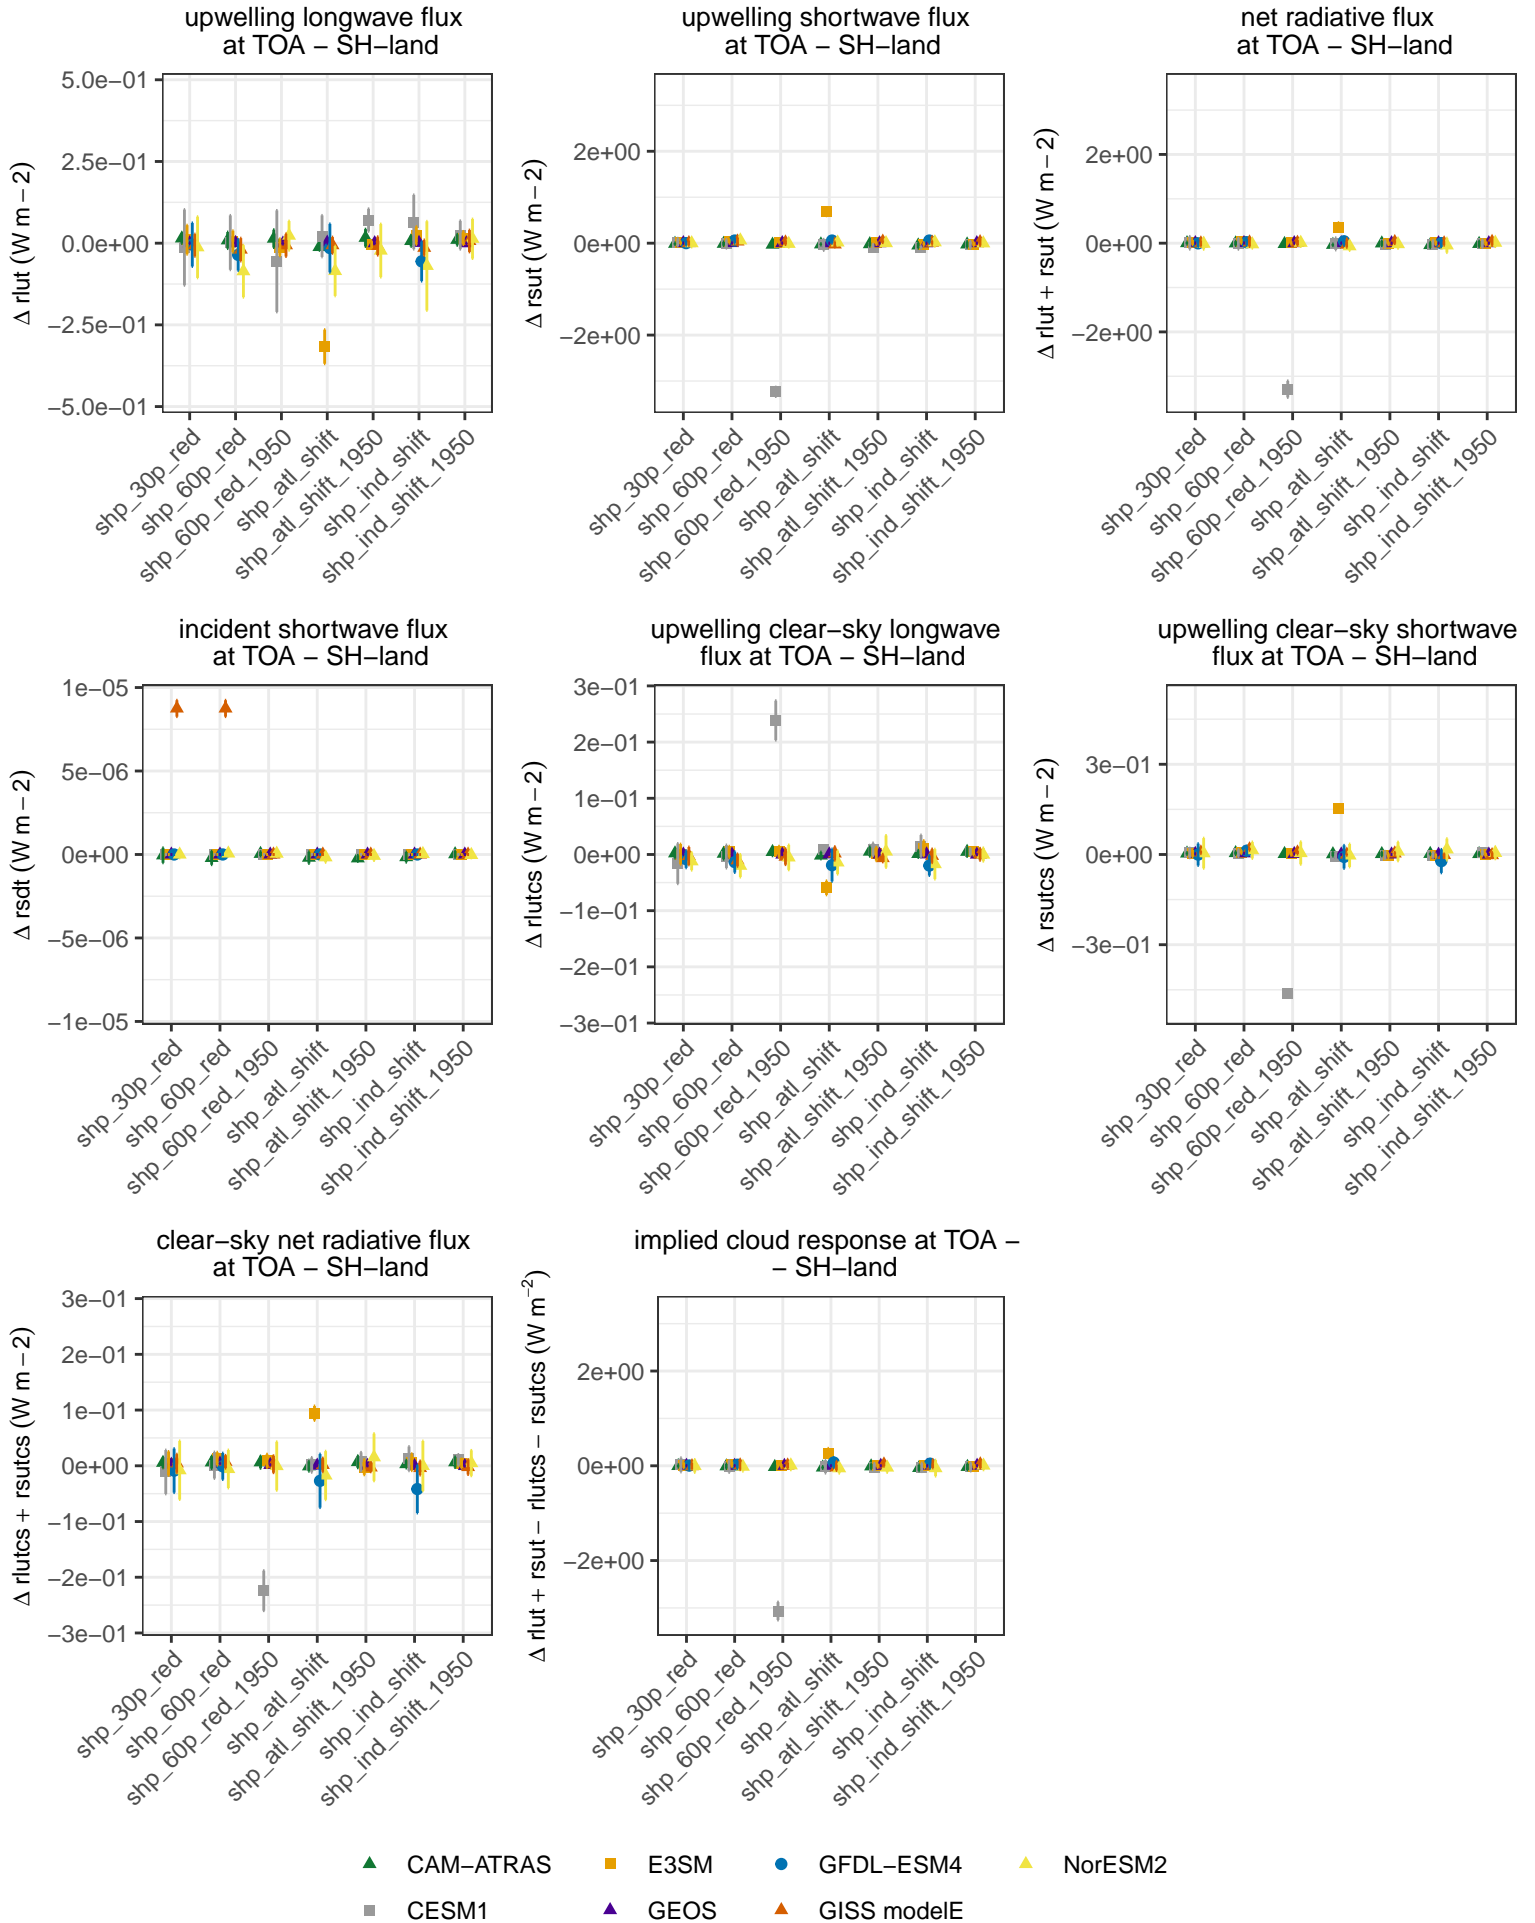 upwelling longwave flux
at TOA − SH−land
Δ rlut (W m − 2)
5.0e−01
2.5e−01
0.0e+00
−2.5e−01
−5.0e−01
shp_30p_red
shp_60p_red
shp_60p_red_1950
shp_atl_shift
shp_atl_shift_1950
shp_ind_shift
shp_ind_shift_1950
upwelling shortwave flux
at TOA − SH−land
Δ rsut (W m − 2)
2e+00
0e+00
−2e+00
shp_30p_red
shp_60p_red
shp_60p_red_1950
shp_atl_shift
shp_atl_shift_1950
shp_ind_shift
shp_ind_shift_1950
net radiative flux
at TOA − SH−land
Δ rlut + rsut (W m − 2)
2e+00
0e+00
−2e+00
shp_30p_red
shp_60p_red
shp_60p_red_1950
shp_atl_shift
shp_atl_shift_1950
shp_ind_shift
shp_ind_shift_1950
incident shortwave flux
at TOA − SH−land
Δ rsdt (W m − 2)
1e−05
5e−06
0e+00
−5e−06
−1e−05
shp_30p_red
shp_60p_red
shp_60p_red_1950
shp_atl_shift
shp_atl_shift_1950
shp_ind_shift
shp_ind_shift_1950
upwelling clear−sky longwave
flux at TOA − SH−land
Δ rlutcs (W m − 2)
3e−01
2e−01
1e−01
0e+00
−1e−01
−2e−01
−3e−01
shp_30p_red
shp_60p_red
shp_60p_red_1950
shp_atl_shift
shp_atl_shift_1950
shp_ind_shift
shp_ind_shift_1950
upwelling clear−sky shortwave
flux at TOA − SH−land
Δ rsutcs (W m − 2)
3e−01
0e+00
−3e−01
shp_30p_red
shp_60p_red
shp_60p_red_1950
shp_atl_shift
shp_atl_shift_1950
shp_ind_shift
shp_ind_shift_1950
clear−sky net radiative flux
at TOA − SH−land
Δ rlutcs + rsutcs (W m − 2)
3e−01
2e−01
1e−01
0e+00
−1e−01
−2e−01
−3e−01
shp_30p_red
shp_60p_red
shp_60p_red_1950
shp_atl_shift
shp_atl_shift_1950
shp_ind_shift
shp_ind_shift_1950
implied cloud response at TOA −
− SH−land
Δ rlut + rsut − rlutcs − rsutcs (W m⁻²)
2e+00
0e+00
−2e+00
shp_30p_red
shp_60p_red
shp_60p_red_1950
shp_atl_shift
shp_atl_shift_1950
shp_ind_shift
shp_ind_shift_1950
CAM−ATRAS
E3SM
GFDL−ESM4
NorESM2
CESM1
GEOS
GISS modelE